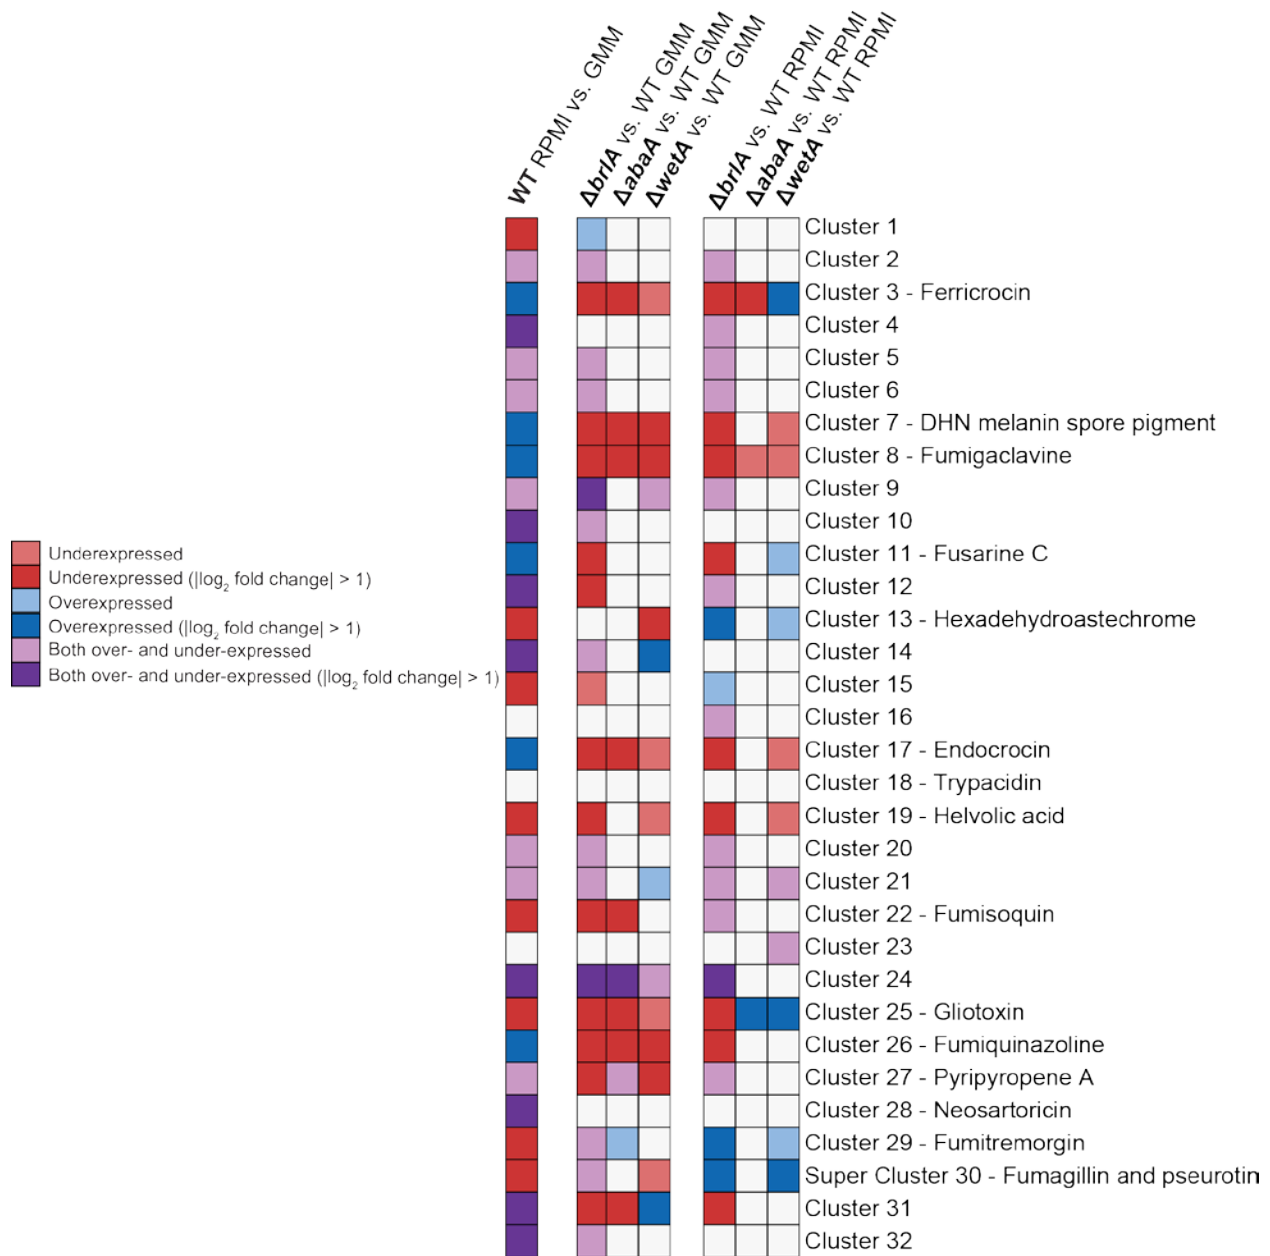 WT RPMI vs. GMM
ΔbrlA vs. WT GMM
ΔabaA vs. WT GMM
ΔwetA vs. WT GMM
ΔbrlA vs. WT RPMI
ΔabaA vs. WT RPMI
ΔwetA vs. WT RPMI
Cluster 1
Cluster 2
Cluster 3 - Ferricrocin
Cluster 4
Cluster 5
Cluster 6
Cluster 7 - DHN melanin spore pigment
Cluster 8 - Fumigaclavine
Cluster 9
Cluster 10
Cluster 11 - Fusarine C
Cluster 12
Cluster 13 - Hexadehydroastechrome
Cluster 14
Cluster 15
Cluster 16
Cluster 17 - Endocrocin
Cluster 18 - Trypacidin
Cluster 19 - Helvolic acid
Cluster 20
Cluster 21
Cluster 22 - Fumisoquin
Cluster 23
Cluster 24
Cluster 25 - Gliotoxin
Cluster 26 - Fumiquinazoline
Cluster 27 - Pyripyropene A
Cluster 28 - Neosartoricin
Cluster 29 - Fumitremorgin
Super Cluster 30 - Fumagillin and pseurotin
Cluster 31
Cluster 32
Underexpressed
Underexpressed (|log2 fold change| > 1)
Overexpressed
Overexpressed (|log2 fold change| > 1)
Both over- and under-expressed
Both over- and under-expressed (|log2 fold change| > 1)